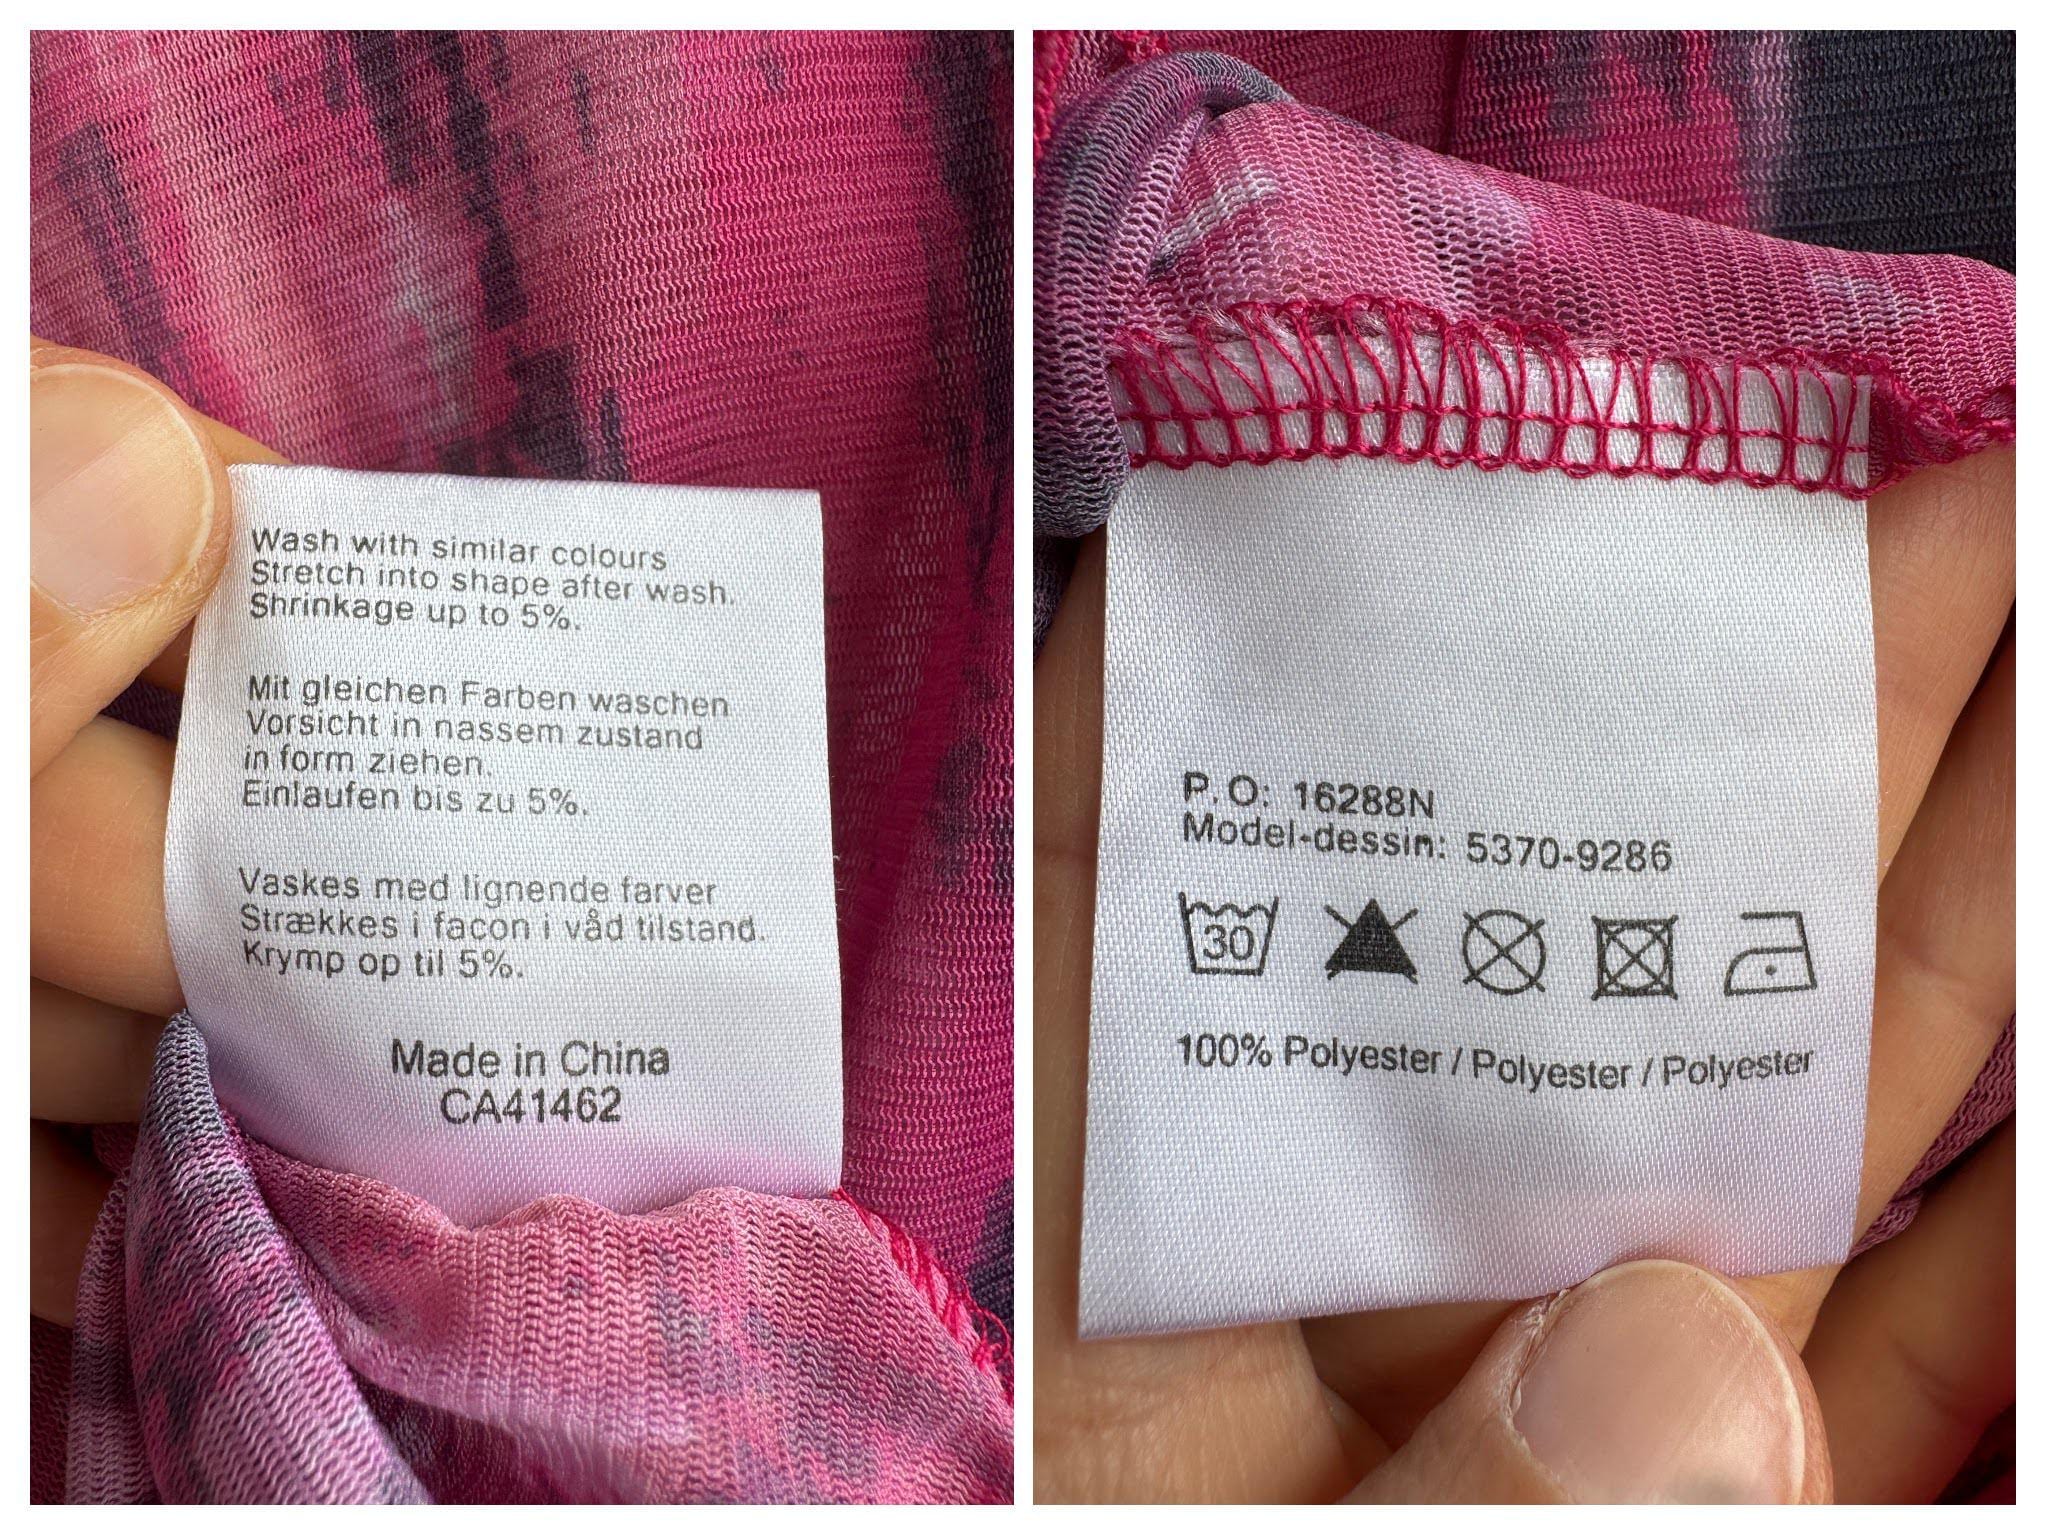 Wash with similar colours
Stretch into shape after wash.
Shrinkage up to 5%.
Mit gleichen Farben waschen
Vorsicht in nassem zustand
in form ziehen.
Einlaufen bis zu 5%.
Vaskes med lignende farver
Strækkes i facon i våd tilstand.
Krymp op til 5%.
Made in China
CA41462
P.O: 16288N
Model-dessin: 5370-9286
30
100% Polyester / Polyester / Polyester